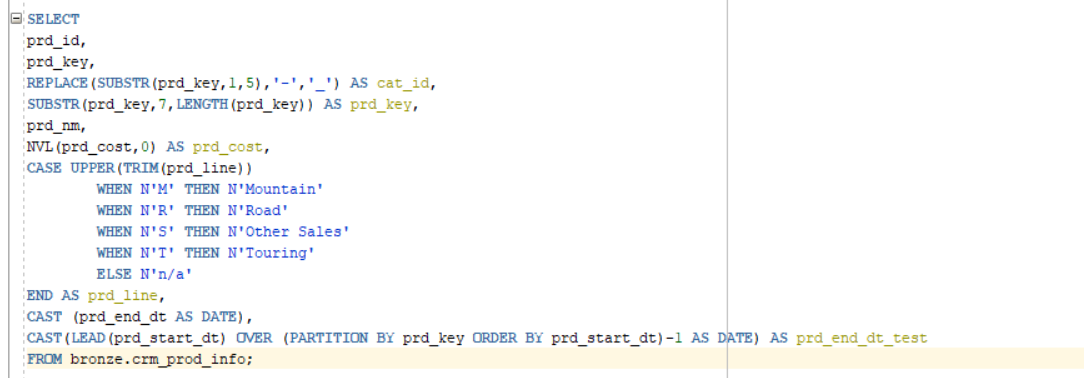 SELECT
prd_id,
prd_key,
REPLACE(SUBSTR(prd_key,1,5),'-','_') AS cat_id,
SUBSTR(prd_key,7,LENGTH(prd_key)) AS prd_key,
prd_nm,
NVL(prd_cost,0) AS prd_cost,
CASE UPPER(TRIM(prd_line))
WHEN N'M' THEN N'Mountain'
WHEN N'R' THEN N'Road'
WHEN N'S' THEN N'Other Sales'
WHEN N'T' THEN N'Touring'
ELSE N'n/a'
END AS prd_line,
CAST (prd_end_dt AS DATE),
CAST(LEAD(prd_start_dt) OVER (PARTITION BY prd_key ORDER BY prd_start_dt)-1 AS DATE) AS prd_end_dt_test
FROM bronze.crm_prod_info;